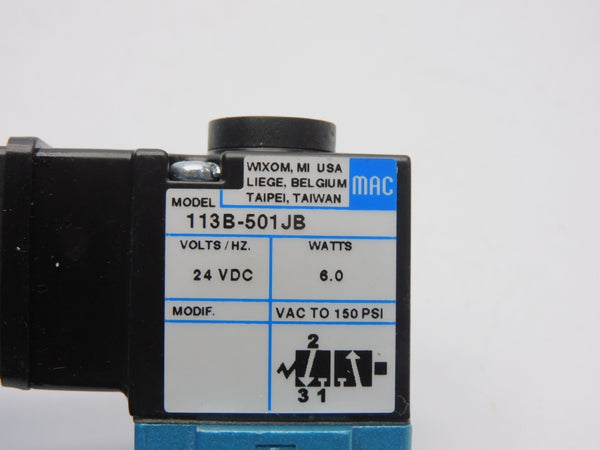 WIXOM, MI USA
LIEGE, BELGIUM
TAIPEI, TAIWAN
MAC
MODEL
113B-501JB
VOLTS / HZ.
WATTS
24 VDC
6.0
MODIF.
VAC TO 150 PSI
2
3 1